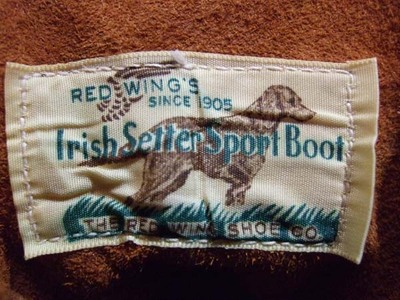 RED WING'S
SINCE 1905
Irish Setter Sport Boot
THE RED WING SHOE CO.